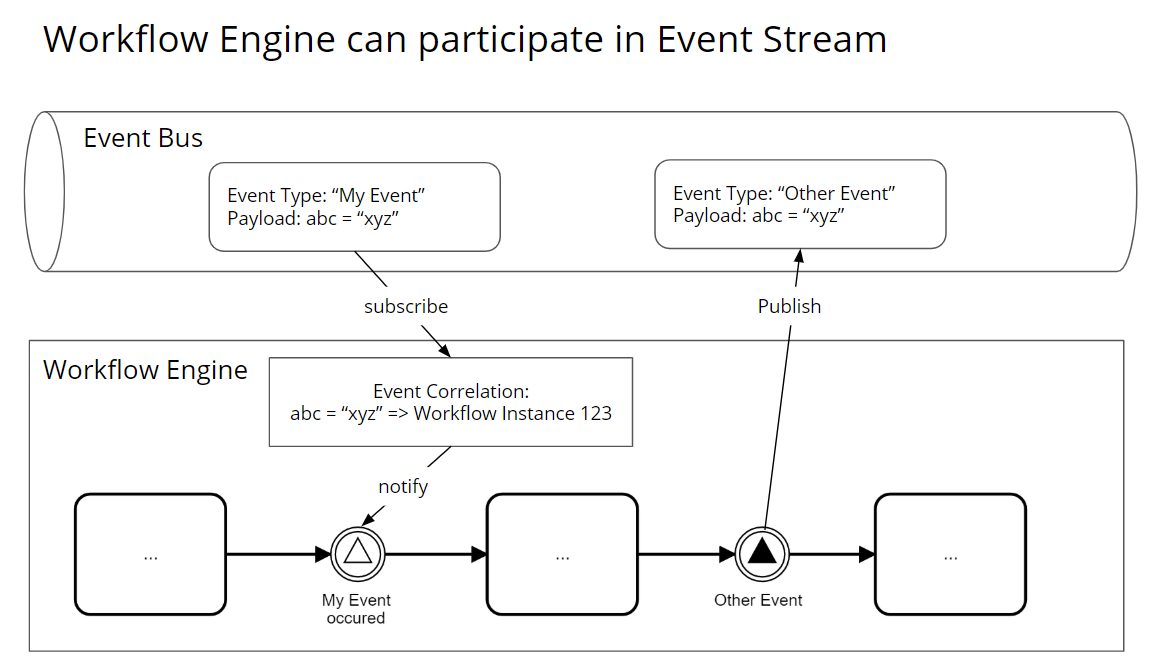 Workflow Engine can participate in Event Stream
Event Bus
Event Type: “My Event”
Payload: abc = “xyz”
Event Type: “Other Event”
Payload: abc = “xyz”
subscribe
Publish
Workflow Engine
Event Correlation:
abc = “xyz” => Workflow Instance 123
notify
...
...
...
My Event
occured
Other Event